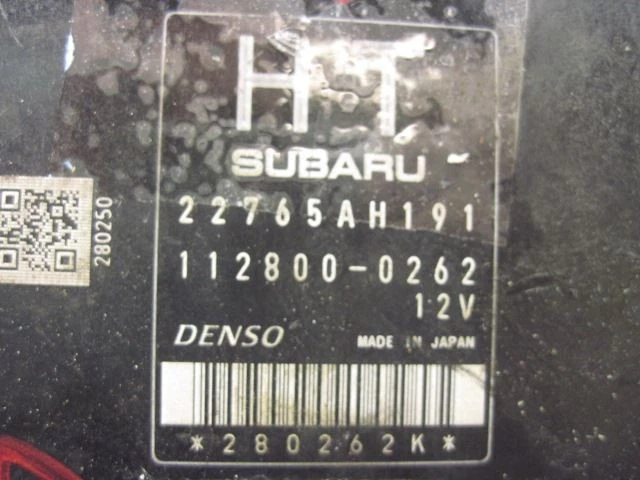 HT
SUBARU
22765AH191
112800-0262
12V
DENSO MADE IN JAPAN
*280262K*
280250